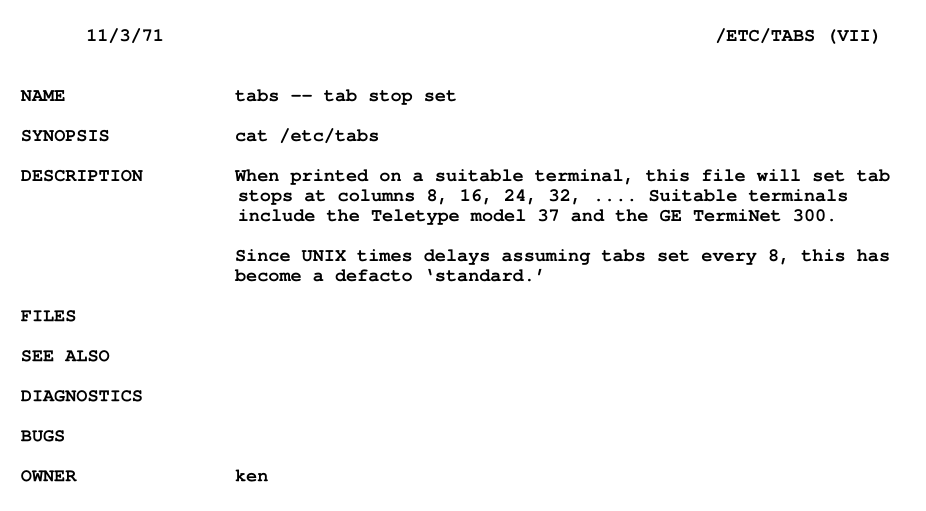 11/3/71 /ETC/TABS (VII)
NAME tabs -- tab stop set
SYNOPSIS cat /etc/tabs
DESCRIPTION When printed on a suitable terminal, this file will set tab
stops at columns 8, 16, 24, 32, .... Suitable terminals
include the Teletype model 37 and the GE TermiNet 300.
Since UNIX times delays assuming tabs set every 8, this has
become a defacto ‛standard.’
FILES
SEE ALSO
DIAGNOSTICS
BUGS
OWNER ken